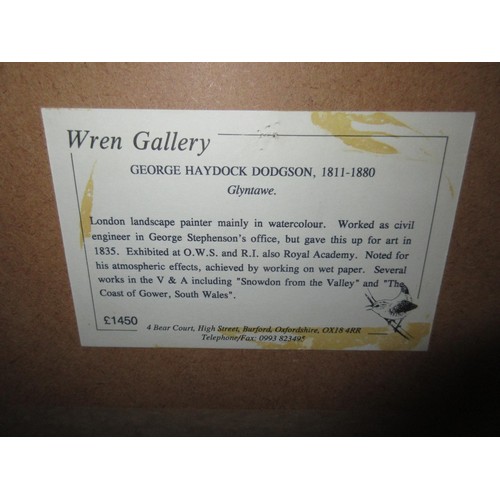 Wren Gallery
GEORGE HAYDOCK DODGSON, 1811-1880
Glyntawe.
London landscape painter mainly in watercolour. Worked as civil
engineer in George Stephenson's office, but gave this up for art in
1835. Exhibited at O.W.S. and R.I. also Royal Academy. Noted for
his atmospheric effects, achieved by working on wet paper. Several
works in the V & A including "Snowdon from the Valley" and "The
Coast of Gower, South Wales".
£1450
4 Bear Court, High Street, Burford, Oxfordshire, OX18 4RR
Telephone/Fax: 0993 823495